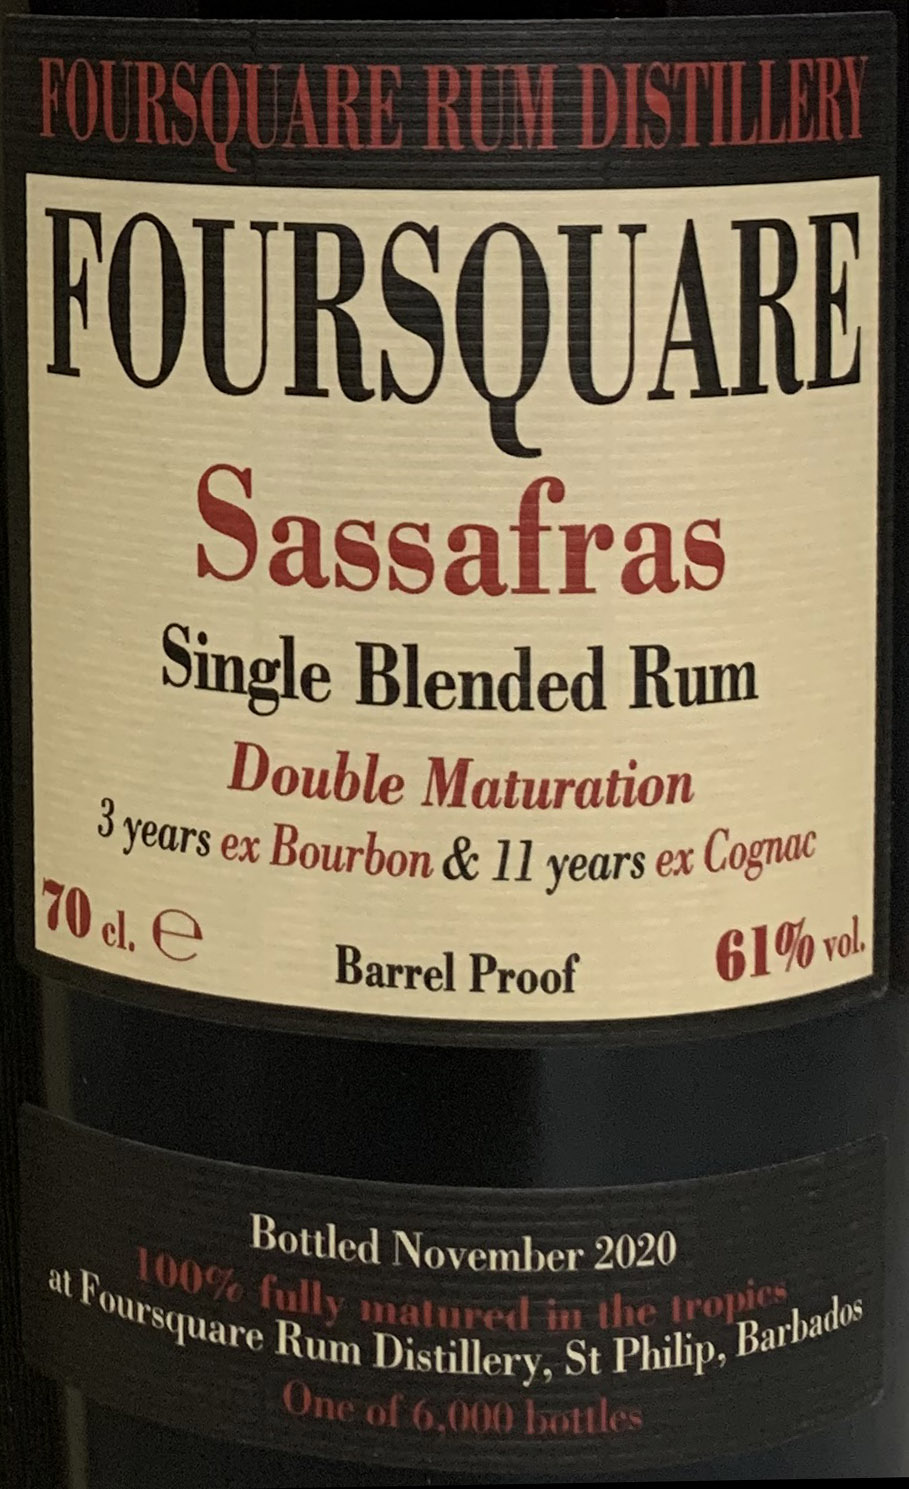 FOURSQUARE RUM DISTILLERY
FOURSQUARE
Sassafras
Single Blended Rum
Double Maturation
3 years ex Bourbon & 11 years ex Cognac
70 cl. ℮
Barrel Proof
61% vol.
Bottled November 2020
100% fully matured in the tropics
at Foursquare Rum Distillery, St Philip, Barbados
One of 6,000 bottles